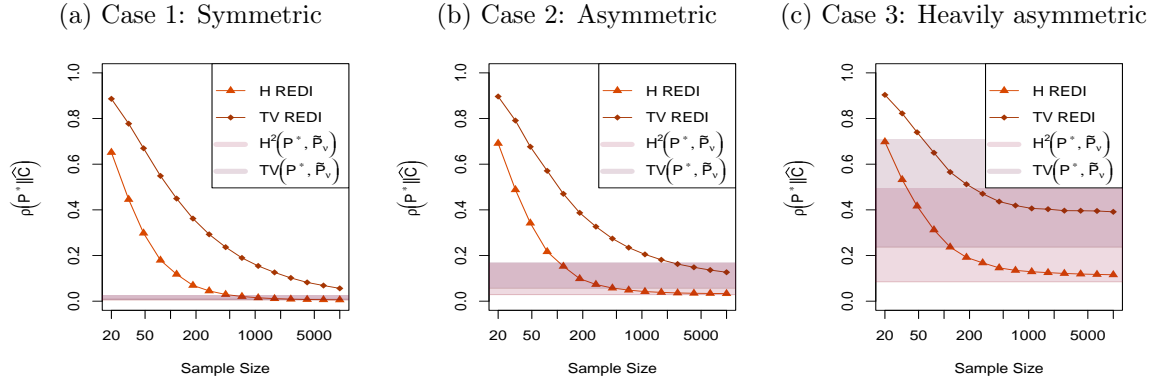 (a) Case 1: Symmetric
ρ(P*||Ĉ)
1.0
0.8
0.6
0.4
0.2
0.0
H REDI
TV REDI
H²(P*, P̃ᵥ)
TV(P*, P̃ᵥ)
20 50 200 1000 5000
Sample Size
(b) Case 2: Asymmetric
ρ(P*||Ĉ)
1.0
0.8
0.6
0.4
0.2
0.0
H REDI
TV REDI
H²(P*, P̃ᵥ)
TV(P*, P̃ᵥ)
20 50 200 1000 5000
Sample Size
(c) Case 3: Heavily asymmetric
ρ(P*||Ĉ)
1.0
0.8
0.6
0.4
0.2
0.0
H REDI
TV REDI
H²(P*, P̃ᵥ)
TV(P*, P̃ᵥ)
20 50 200 1000 5000
Sample Size